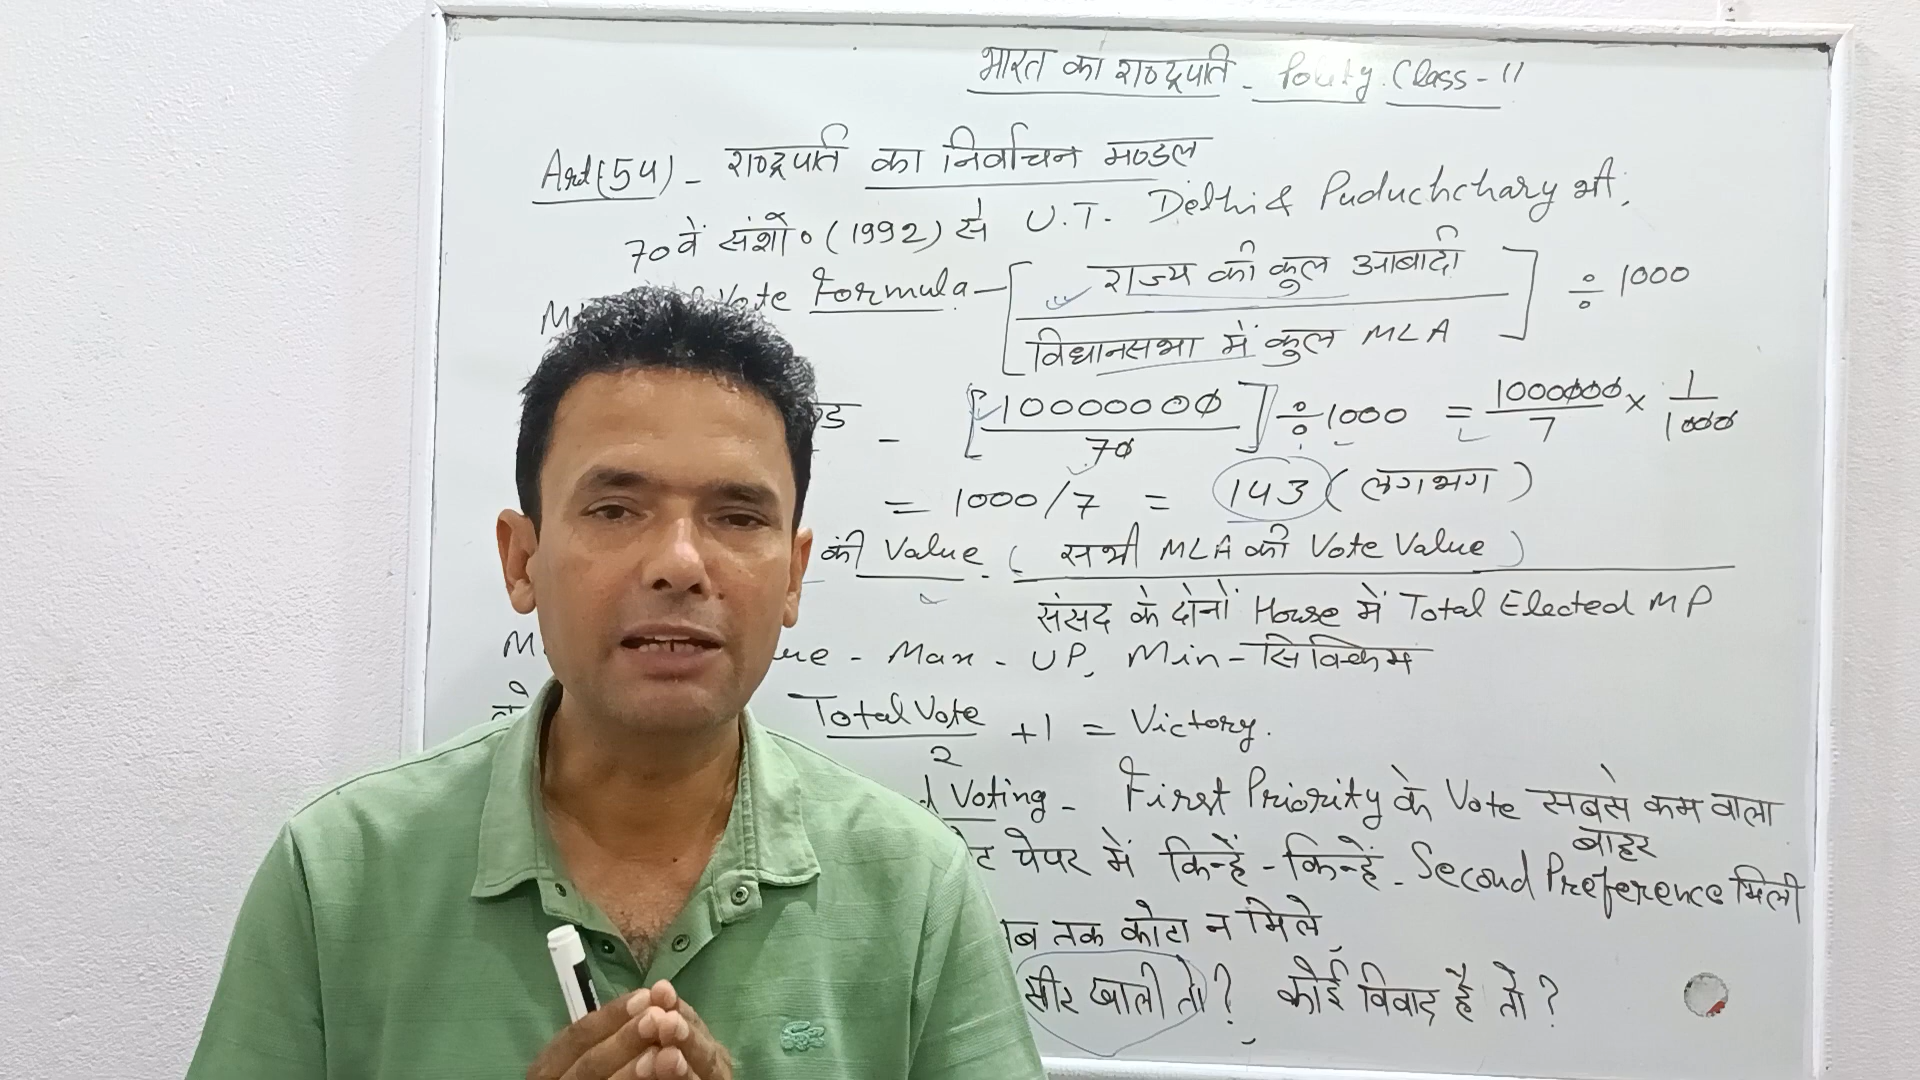 भारत का राष्ट्रपति - Polity Class - 11
Art(54) - राष्ट्रपति का निर्वाचन मण्डल
70वें संशो० (1992) से U.T. Delhi & Puduchchary भी,
Vote Formula - [ राज्य की कुल आबादी ] ÷ 1000
विधानसभा में कुल MLA
- [ 10000000 ] ÷ 1000 = 1000000 × 1
70 7 1000
= 1000/7 = 143 (लगभग)
की Value ( सभी MLA की Vote Value )
संसद के दोनों House में Total Elected MP
- Max - UP, Min - सिक्किम
Total Vote
2
+1 = Victory.
Voting - First Priority के Vote सबसे कम वाला
बाहर
पेपर में किन्हें - किन्हें - Second Preference मिली
तक कोटा न मिले,
सीट खाली तो? कोई विवाद है तो?